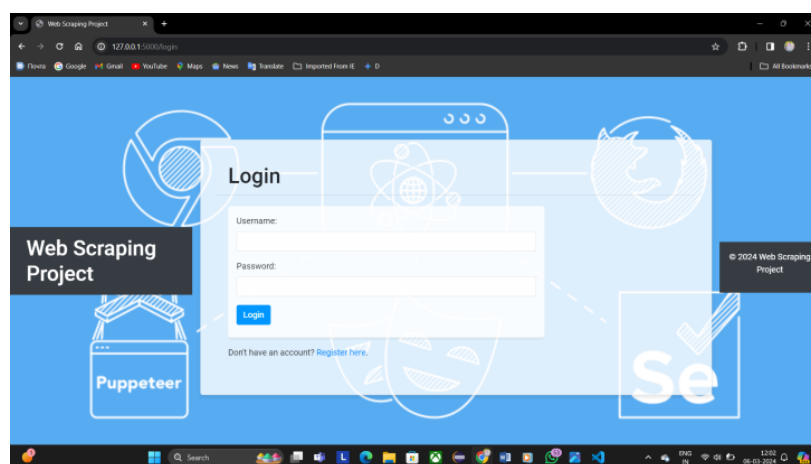 Web Scraping Project
127.0.0.1:5000/login
Почта
Google
Gmail
YouTube
Maps
News
Translate
Imported From IE
D
All Bookmarks
Login
Username:
Password:
Login
Don't have an account? Register here.
Web Scraping
Project
© 2024 Web Scraping
Project
Puppeteer
Se
Search
ENG
IN
12:02
06-03-2024